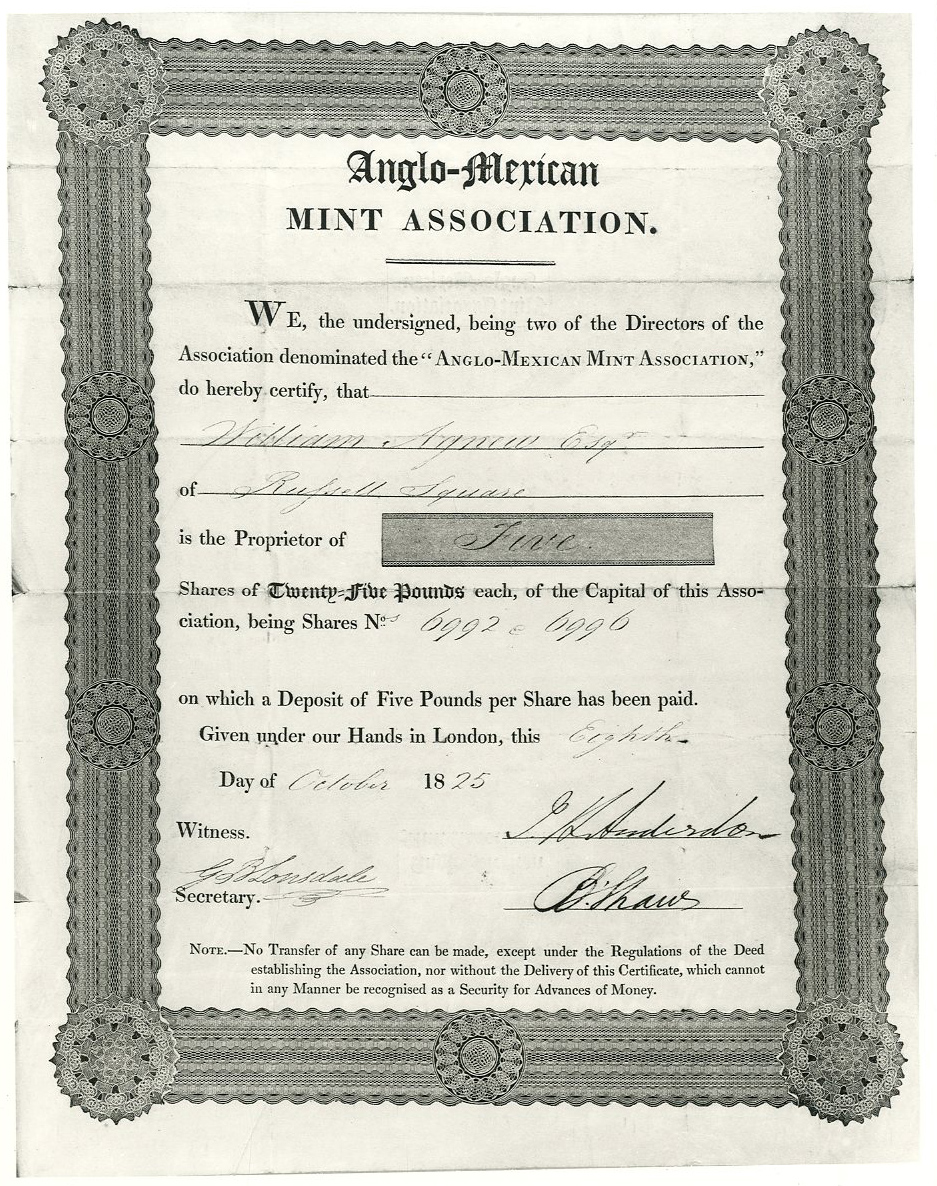 Anglo-Mexican
MINT ASSOCIATION.
WE, the undersigned, being two of the Directors of the
Association denominated the "ANGLO-MEXICAN MINT ASSOCIATION,"
do hereby certify, that
William Agnew Esqr
of Russell Square
is the Proprietor of Five
Shares of Twenty-Five Pounds each, of the Capital of this Asso-
ciation, being Shares Nos 6992 @ 6996
on which a Deposit of Five Pounds per Share has been paid.
Given under our Hands in London, this Eighth
Day of October 1825
Witness. J H Anderdon
G B Lonsdale
Secretary. B. Shaw
NOTE.—No Transfer of any Share can be made, except under the Regulations of the Deed
establishing the Association, nor without the Delivery of this Certificate, which cannot
in any Manner be recognised as a Security for Advances of Money.